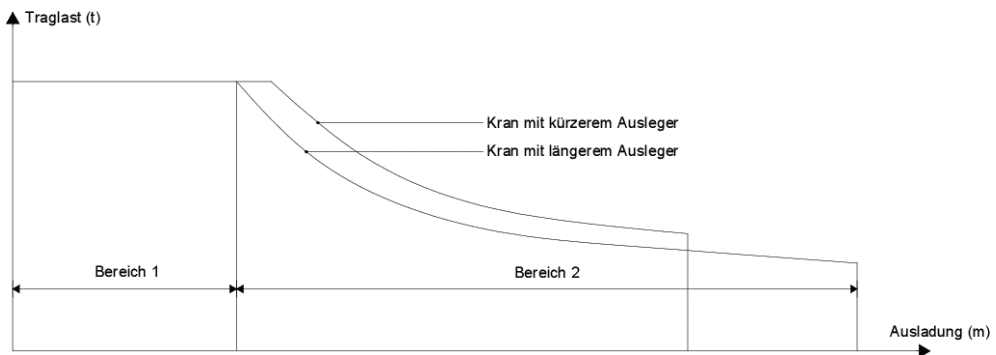 Traglast (t)
Kran mit kürzerem Ausleger
Kran mit längerem Ausleger
Bereich 1
Bereich 2
Ausladung (m)